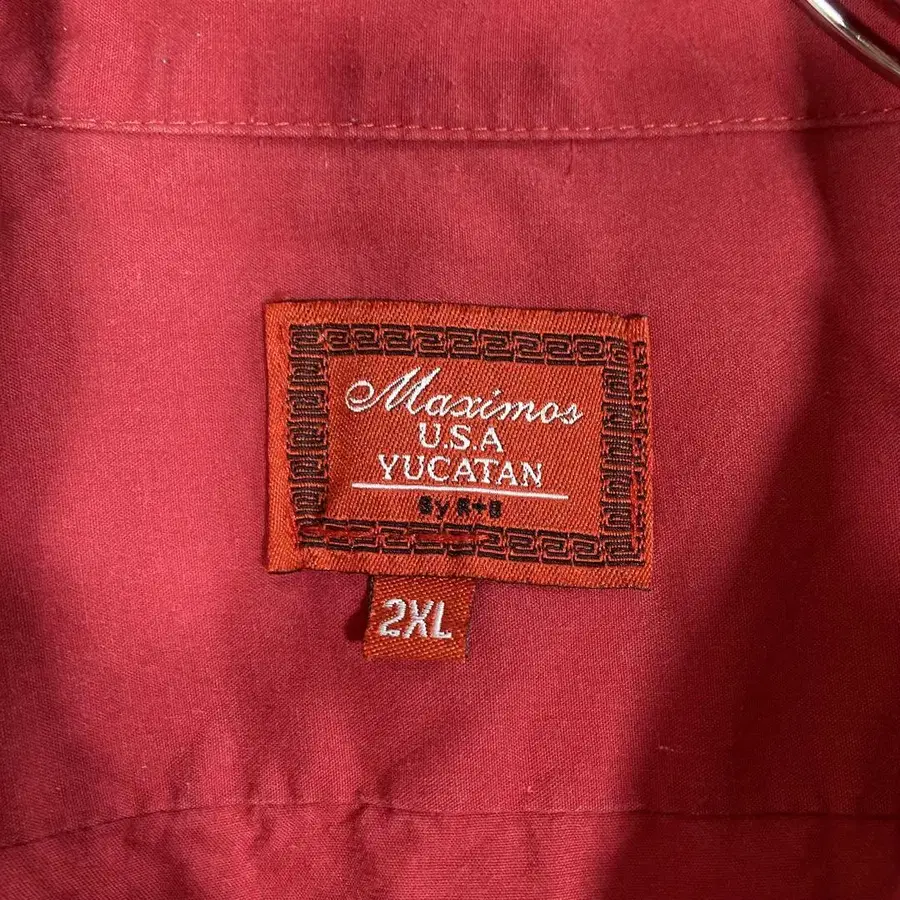 Maximos
U.S.A
YUCATAN
By R+B
2XL